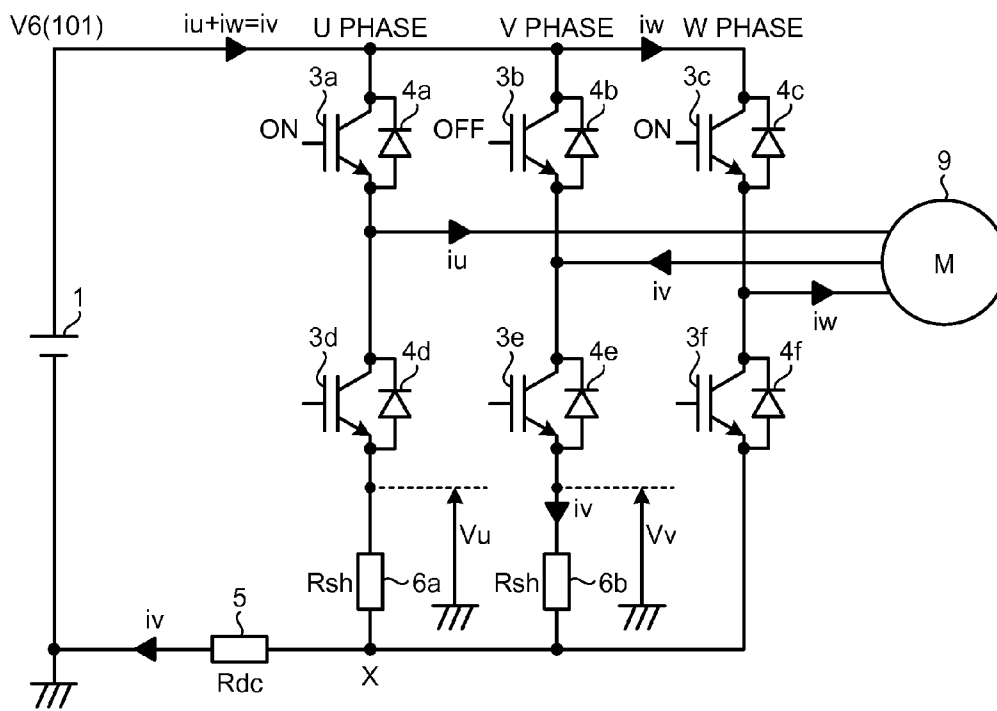 V6(101)
iu+iw=iv
U PHASE
V PHASE
iw
W PHASE
3a
4a
3b
4b
3c
4c
ON
OFF
ON
9
M
iu
iv
iw
1
3d
4d
3e
4e
3f
4f
Vu
iv
Vv
Rsh
6a
Rsh
6b
iv
5
Rdc
X